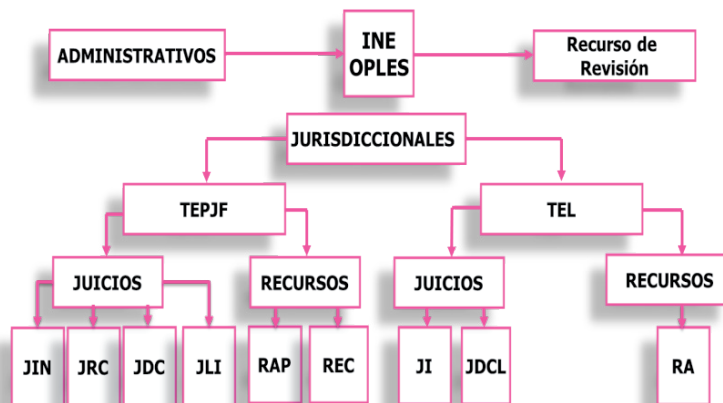 ADMINISTRATIVOS
INE
OPLES
Recurso de
Revisión
JURISDICCIONALES
TEPJF
TEL
JUICIOS
RECURSOS
JUICIOS
RECURSOS
JIN
JRC
JDC
JLI
RAP
REC
JI
JDCL
RA